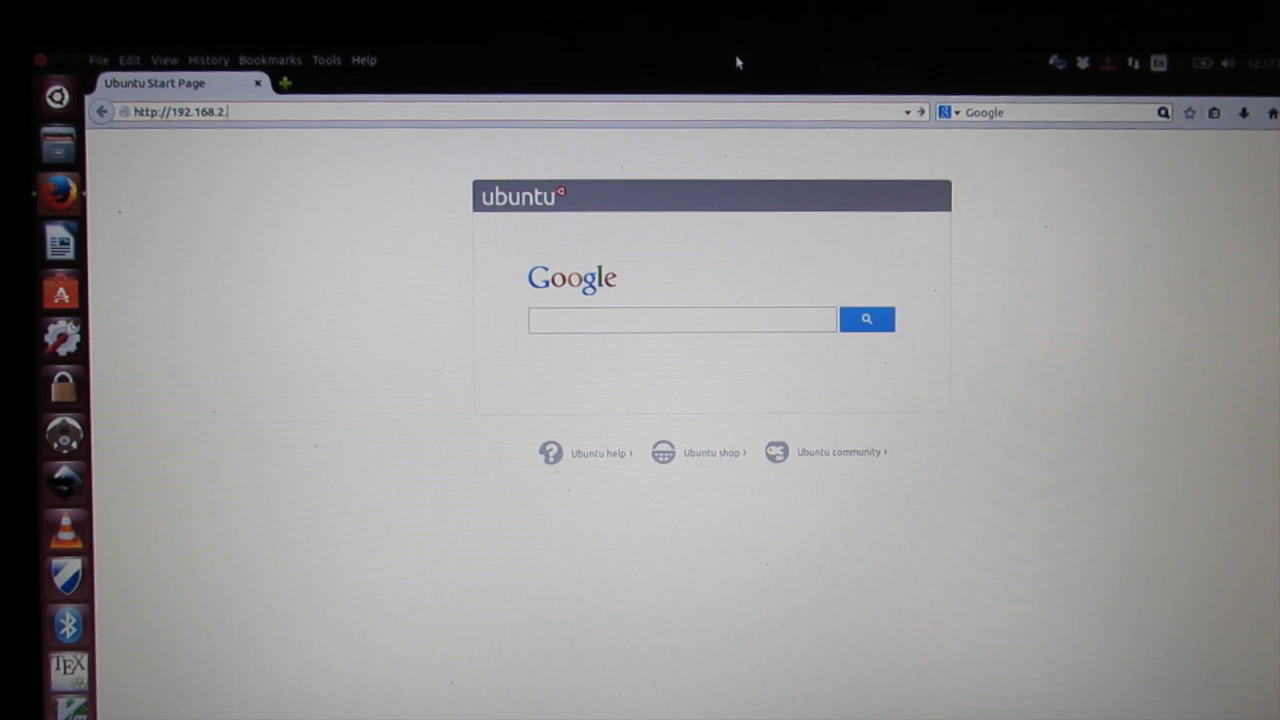 File Edit View History Bookmarks Tools Help
En
Ubuntu Start Page
http://192.168.2.
Google
ubuntu
Google
Ubuntu help ›
Ubuntu shop ›
Ubuntu community ›
TEX